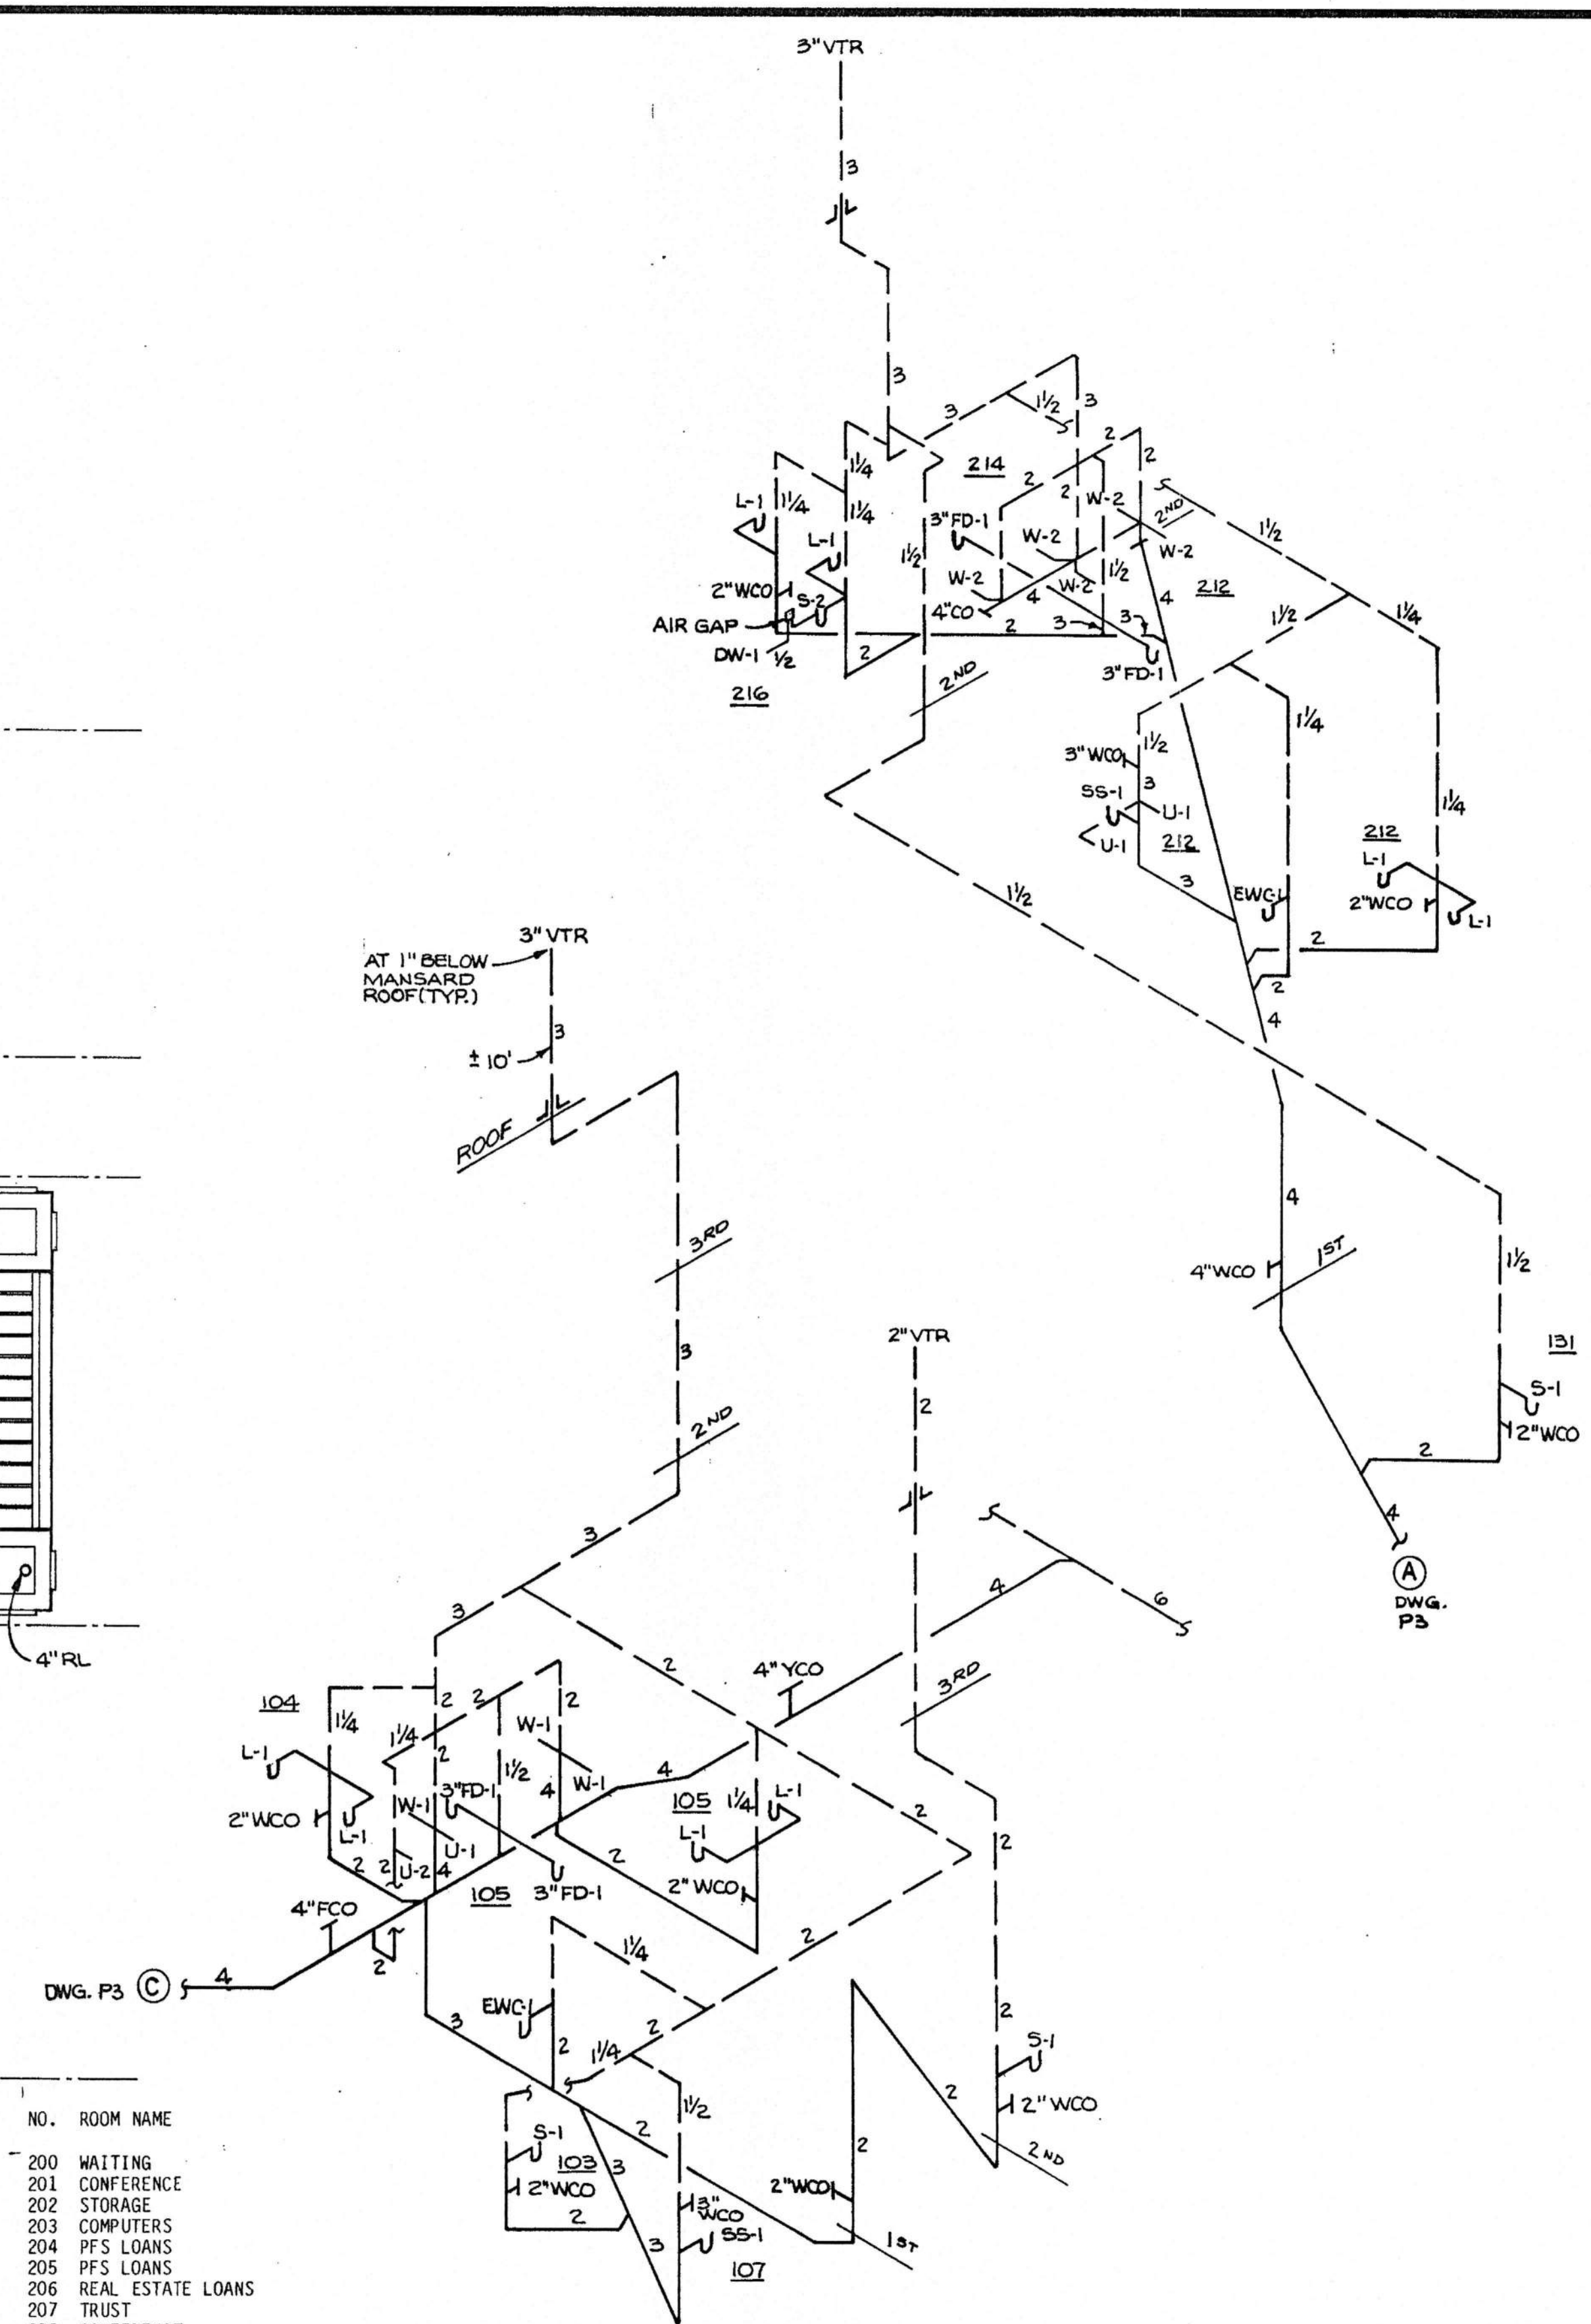 3" VTR
3
3
3
1½
3
2
2
214
1¼
1¼
L-1
1¼
1¼
L-1
3"FD-1
2
2
W-2
2ND
1½
W-2
W-2
W-2
W-2
1½
1½
4
212
2"WCO
S-2
AIR GAP
4"CO
4
2
3
3
DW-1
1/2
2
3"FD-1
216
2ND
1½
1¼
1¼
1½
3"WCO
3
SS-1
U-1
U-1
212
1¼
212
L-1
3
1½
EWC-1
2"WCO
L-1
2
2
4
3" VTR
AT 1" BELOW
MANSARD
ROOF (TYP.)
3
± 10'
ROOF
3RD
4
4"WCO
1ST
1½
3
2" VTR
131
2
S-1
2ND
2"WCO
2
3
4
4
6
A
DWG.
P3
4" RL
3
2
4" YCO
3RD
104
2
2
2
1¼
1¼
W-1
L-1
2
3"FD-1
1½
4
W-1
4
105
1¼
L-1
2
2"WCO
W-1
L-1
U-1
L-1
2
2
2
U-2
4
2
105
3"FD-1
2"WCO
4"FCO
2
1¼
2
DWG. P3
C
4
EWC-1
3
2
2
2
1¼
S-1
2
2"WCO
1½
2
2ND
S-1
103
3
2"WCO
2"WCO
2
3"
WCO
2
3
SS-1
1ST
107
NO. ROOM NAME
200 WAITING
201 CONFERENCE
202 STORAGE
203 COMPUTERS
204 PFS LOANS
205 PFS LOANS
206 REAL ESTATE LOANS
207 TRUST